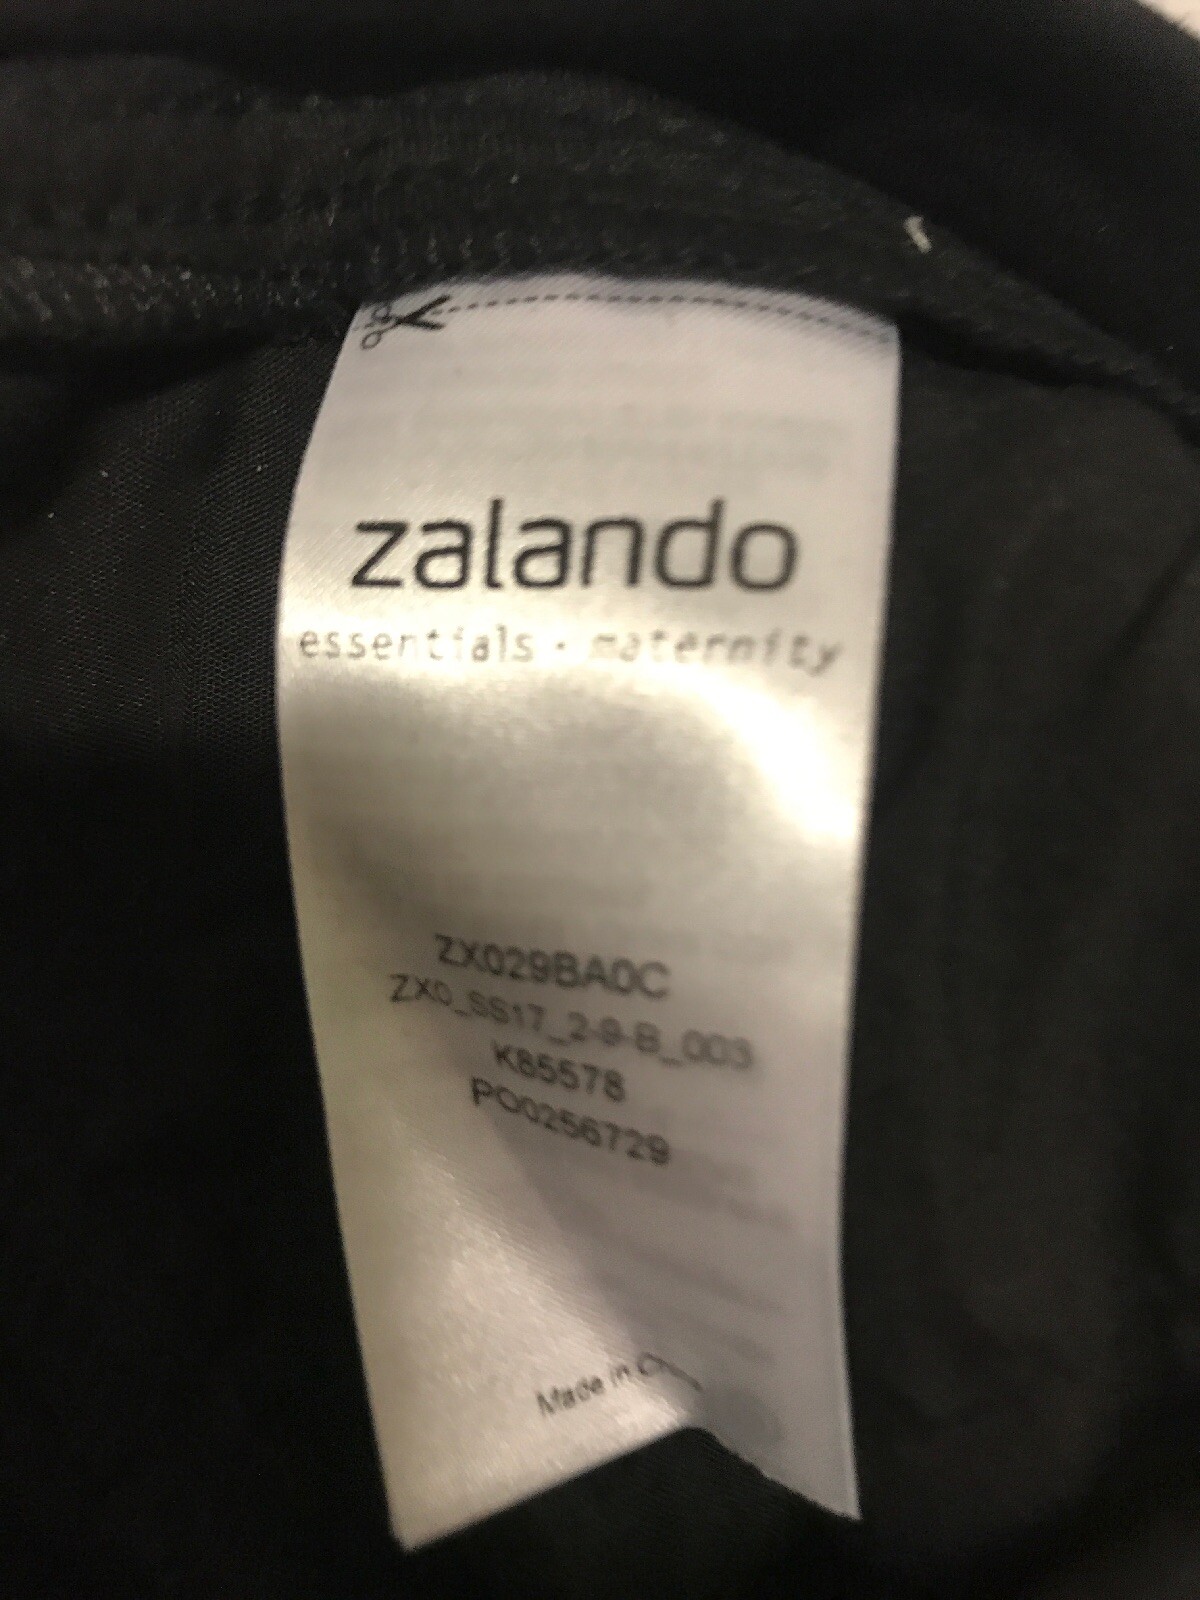 zalando
essentials · maternity
ZX029BA0C
ZX0_SS17_2-9-B_003
K85578
PO0256729
Made in